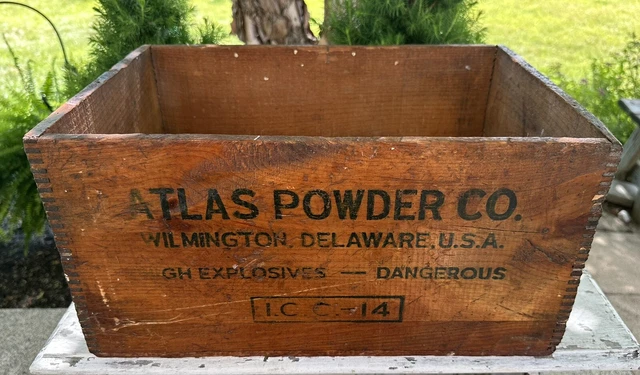 ATLAS POWDER CO.
WILMINGTON, DELAWARE, U.S.A.
GH EXPLOSIVES — DANGEROUS
I.C.C.-14